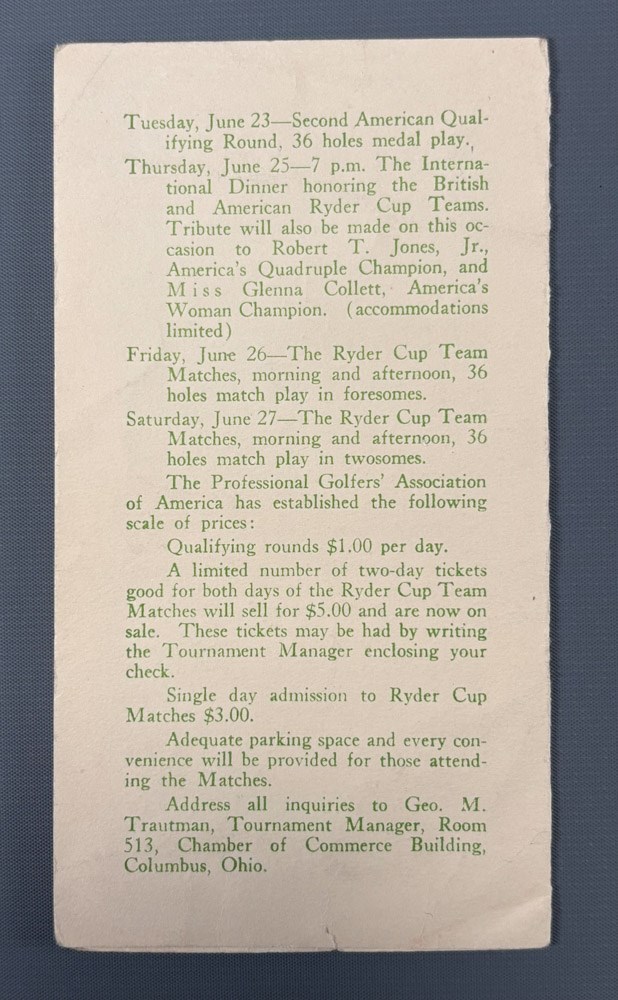 Tuesday, June 23—Second American Qual-
ifying Round, 36 holes medal play.,
Thursday, June 25—7 p.m. The Interna-
tional Dinner honoring the British
and American Ryder Cup Teams.
Tribute will also be made on this oc-
casion to Robert T. Jones, Jr.,
America's Quadruple Champion, and
Miss Glenna Collett, America's
Woman Champion. (accommodations
limited)
Friday, June 26—The Ryder Cup Team
Matches, morning and afternoon, 36
holes match play in foresomes.
Saturday, June 27—The Ryder Cup Team
Matches, morning and afternoon, 36
holes match play in twosomes.
The Professional Golfers' Association
of America has established the following
scale of prices:
Qualifying rounds $1.00 per day.
A limited number of two-day tickets
good for both days of the Ryder Cup Team
Matches will sell for $5.00 and are now on
sale. These tickets may be had by writing
the Tournament Manager enclosing your
check.
Single day admission to Ryder Cup
Matches $3.00.
Adequate parking space and every con-
venience will be provided for those attend-
ing the Matches.
Address all inquiries to Geo. M.
Trautman, Tournament Manager, Room
513, Chamber of Commerce Building,
Columbus, Ohio.